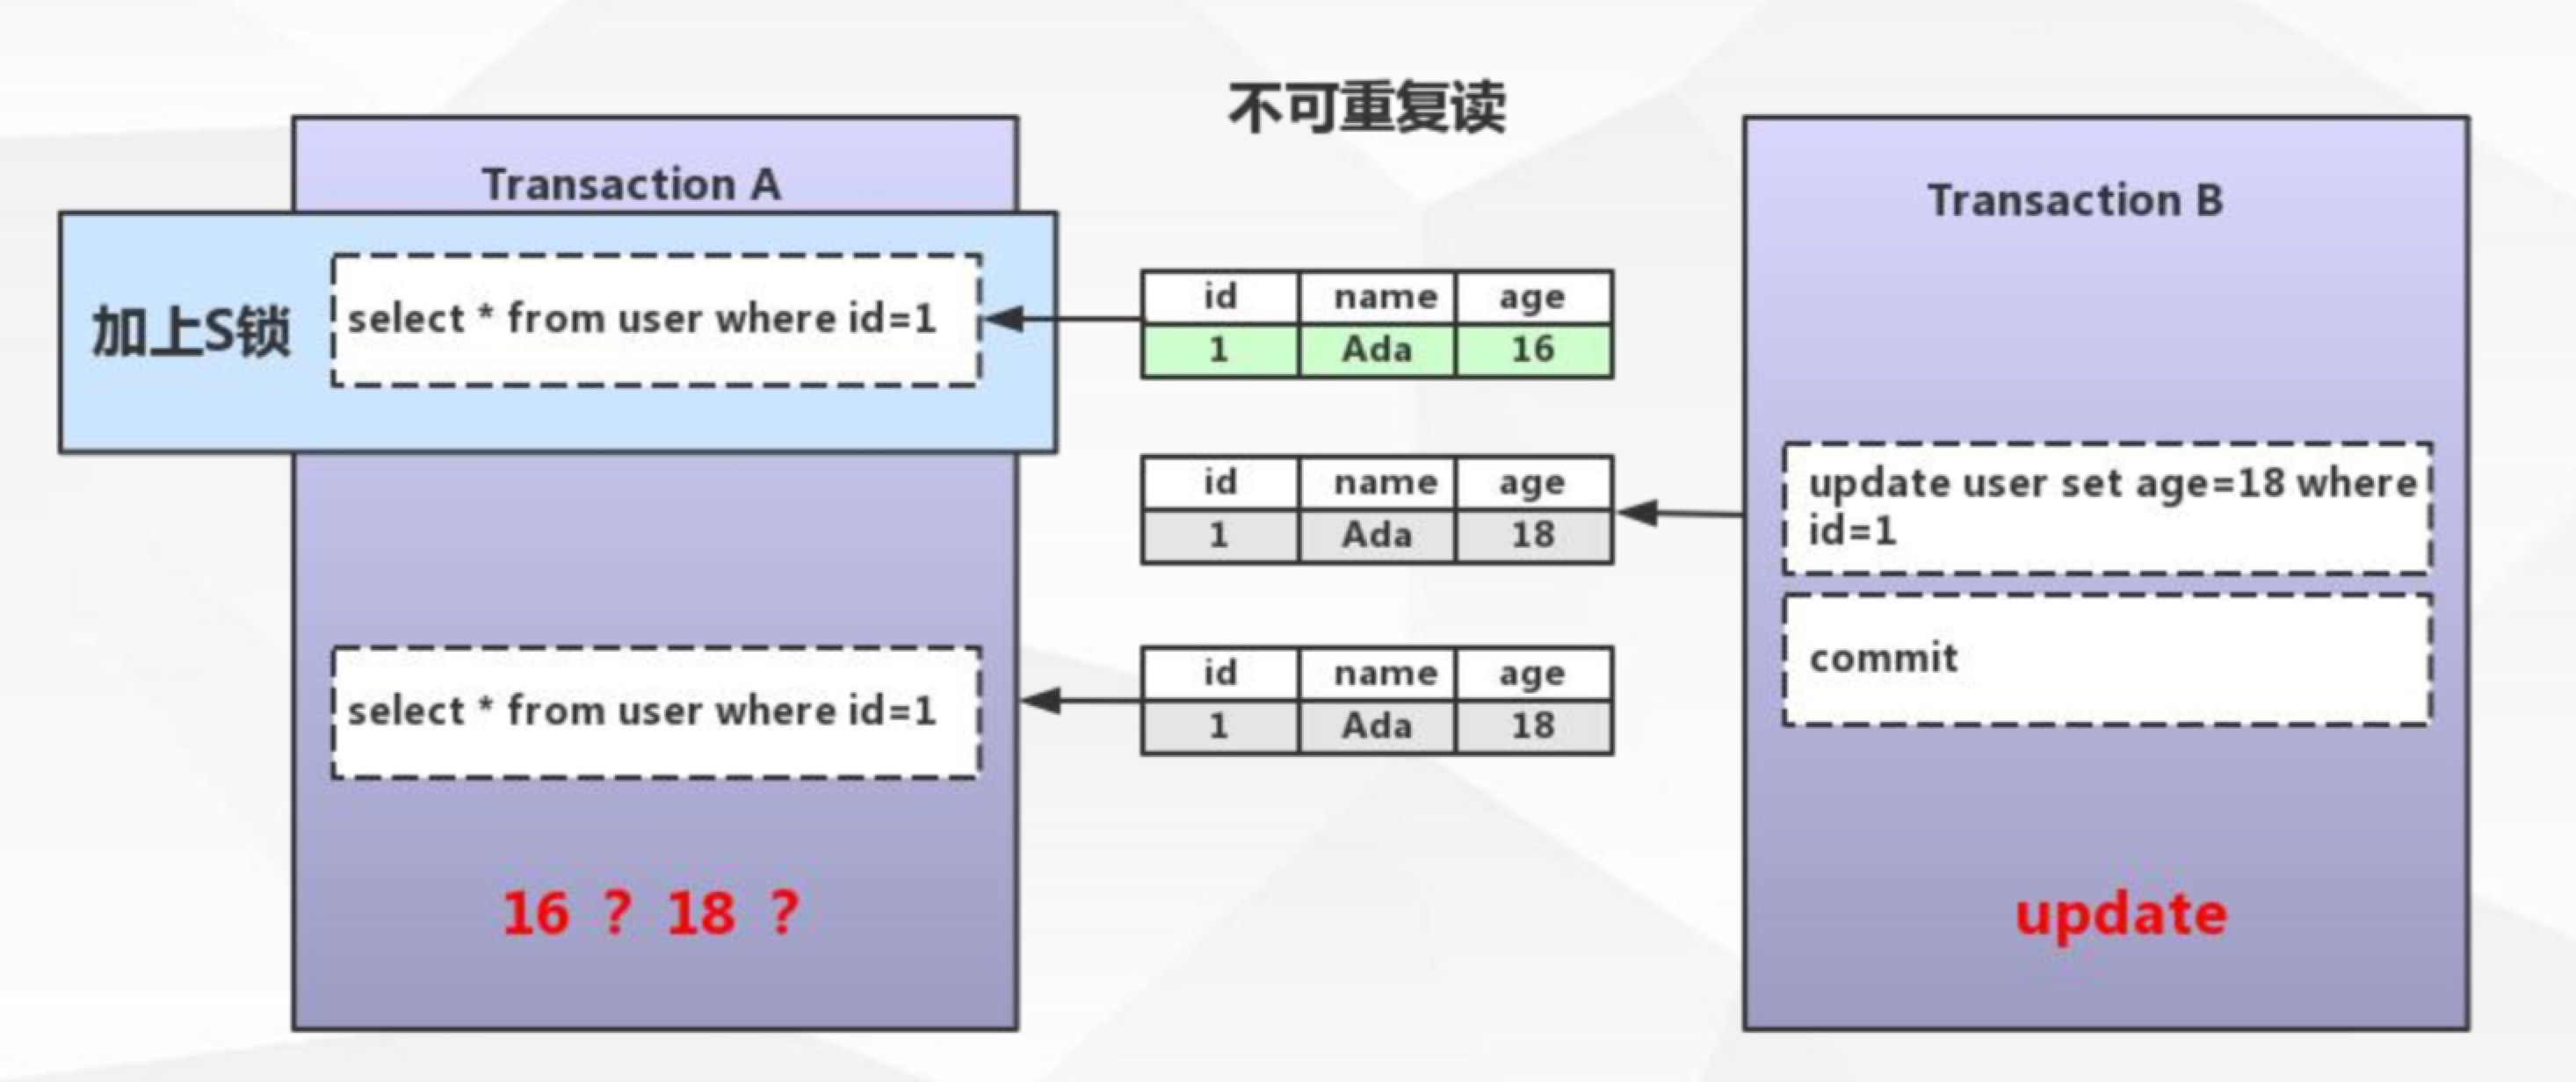 不可重复读
Transaction A
加上S锁
select * from user where id=1
id name age
1 Ada 16
id name age
1 Ada 18
select * from user where id=1
id name age
1 Ada 18
16 ? 18 ?
Transaction B
update user set age=18 where
id=1
commit
update